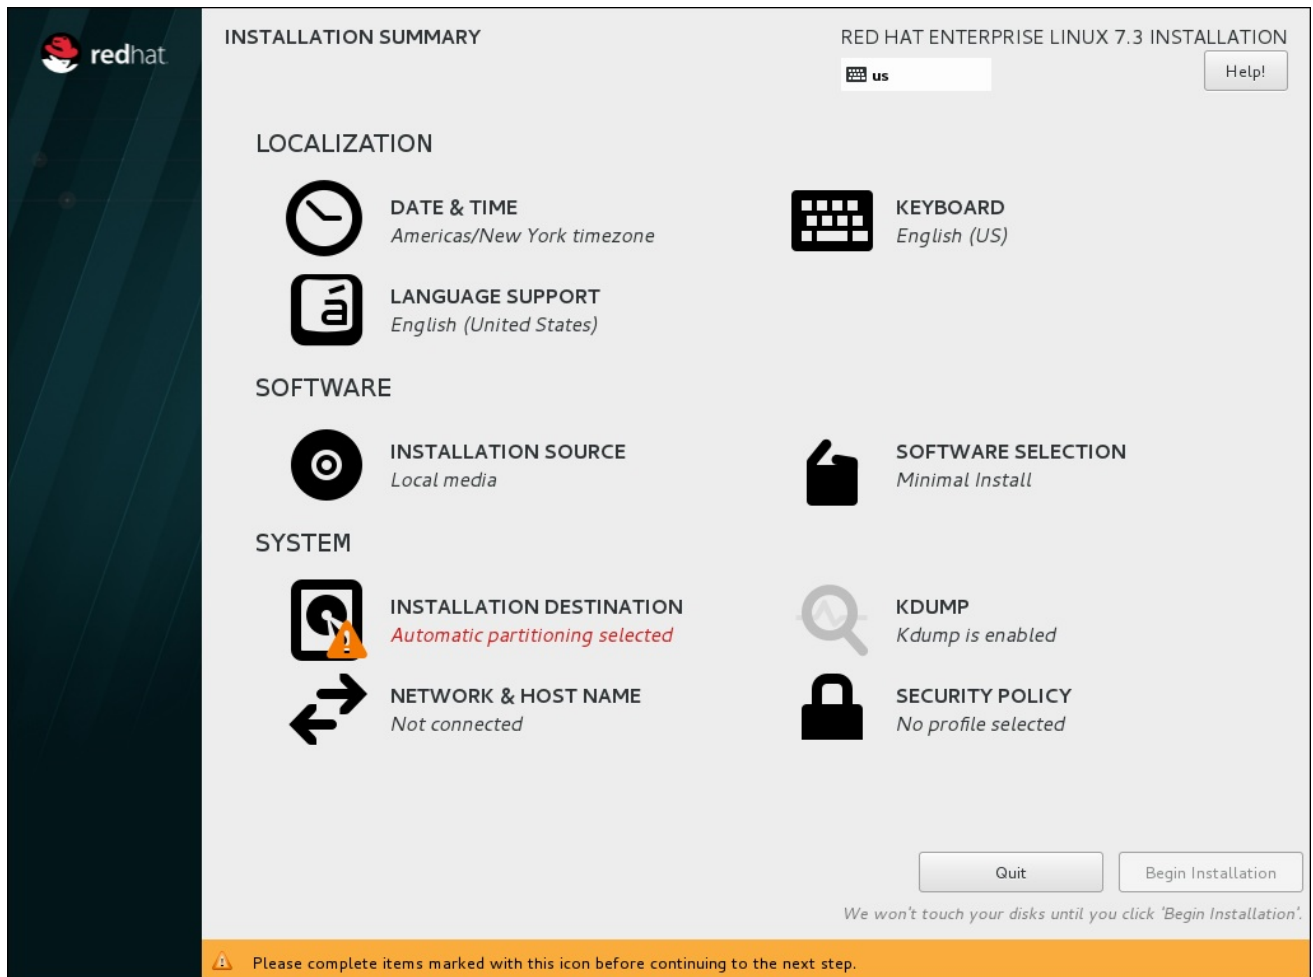 redhat
INSTALLATION SUMMARY
RED HAT ENTERPRISE LINUX 7.3 INSTALLATION
us
Help!
LOCALIZATION
DATE & TIME
Americas/New York timezone
KEYBOARD
English (US)
á
LANGUAGE SUPPORT
English (United States)
SOFTWARE
INSTALLATION SOURCE
Local media
SOFTWARE SELECTION
Minimal Install
SYSTEM
INSTALLATION DESTINATION
Automatic partitioning selected
KDUMP
Kdump is enabled
NETWORK & HOST NAME
Not connected
SECURITY POLICY
No profile selected
Quit
Begin Installation
We won't touch your disks until you click 'Begin Installation'.
Please complete items marked with this icon before continuing to the next step.